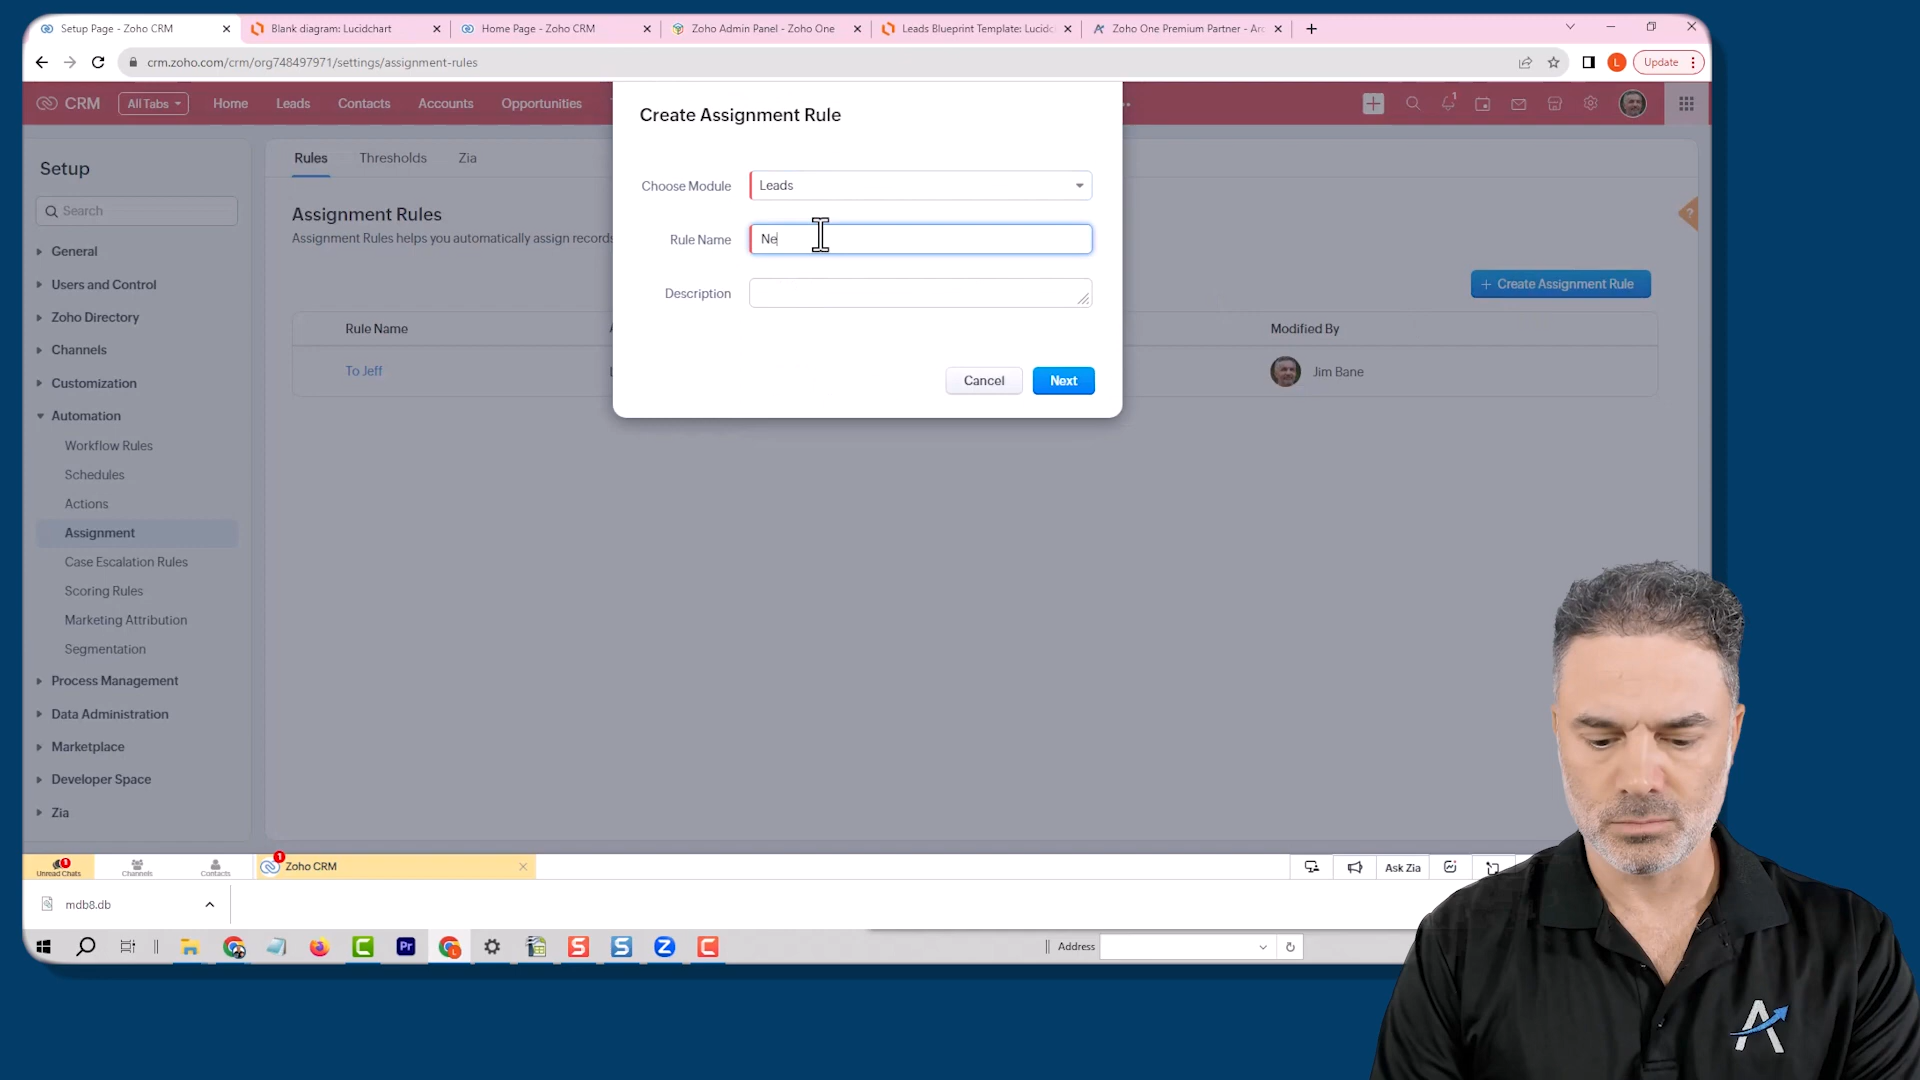 Setup Page - Zoho CRM
Blank diagram: Lucidchart
Home Page - Zoho CRM
Zoho Admin Panel - Zoho One
Leads Blueprint Template: Lucidc
Zoho One Premium Partner - Arc
crm.zoho.com/crm/org748497971/settings/assignment-rules
L
Update
CRM
All Tabs
Home
Leads
Contacts
Accounts
Opportunities
1
Create Assignment Rule
Choose Module
Leads
Rule Name
Ne
Description
Cancel
Next
Setup
Search
General
Users and Control
Zoho Directory
Channels
Customization
Automation
Workflow Rules
Schedules
Actions
Assignment
Case Escalation Rules
Scoring Rules
Marketing Attribution
Segmentation
Process Management
Data Administration
Marketplace
Developer Space
Zia
Rules
Thresholds
Zia
Assignment Rules
Assignment Rules helps you automatically assign records
?
+ Create Assignment Rule
Rule Name
Modified By
To Jeff
Jim Bane
Unread Chats
Channels
Contacts
1
Zoho CRM
Ask Zia
mdb8.db
Address